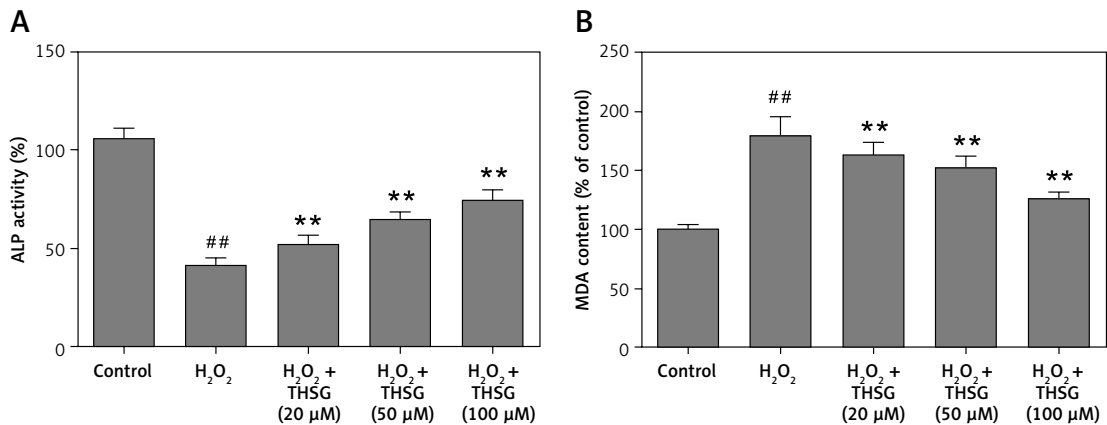 A
ALP activity (%)
150
100
50
0
##
**
**
**
Control
H₂O₂
H₂O₂ +
THSG
(20 µM)
H₂O₂ +
THSG
(50 µM)
H₂O₂ +
THSG
(100 µM)
B
MDA content (% of control)
250
200
150
100
50
0
##
**
**
**
Control
H₂O₂
H₂O₂ +
THSG
(20 µM)
H₂O₂ +
THSG
(50 µM)
H₂O₂ +
THSG
(100 µM)